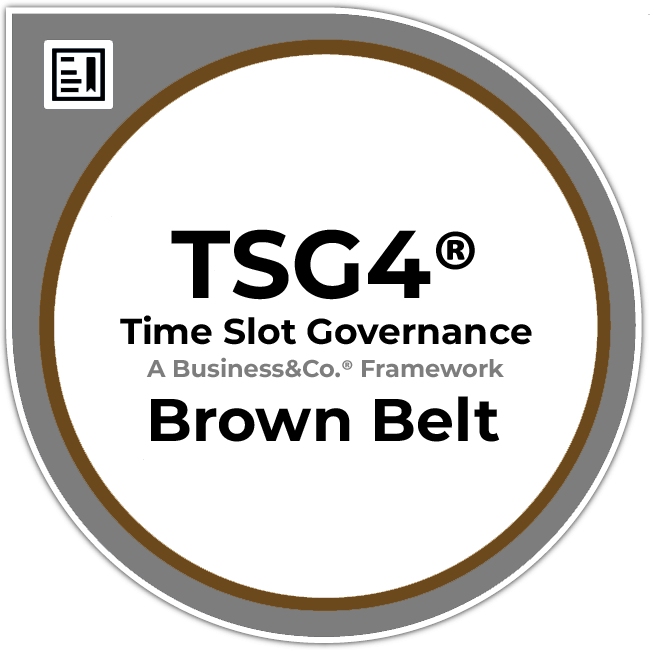 TSG4®
Time Slot Governance
A Business&Co.® Framework
Brown Belt